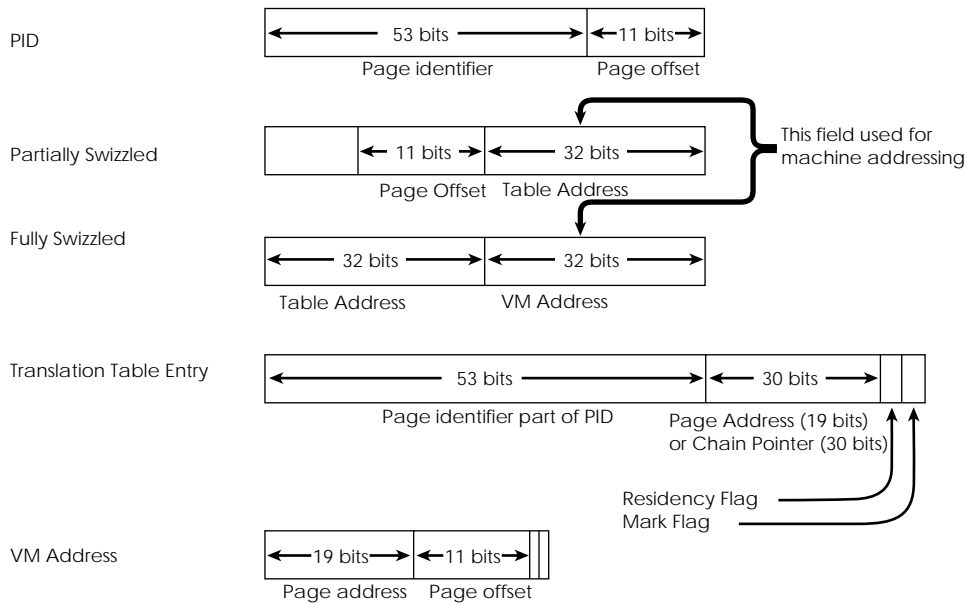 PID
53 bits
11 bits
Page identifier
Page offset
Partially Swizzled
11 bits
32 bits
Page Offset
Table Address
This field used for
machine addressing
Fully Swizzled
32 bits
32 bits
Table Address
VM Address
Translation Table Entry
53 bits
30 bits
Page identifier part of PID
Page Address (19 bits)
or Chain Pointer (30 bits)
Residency Flag
Mark Flag
VM Address
19 bits
11 bits
Page address
Page offset